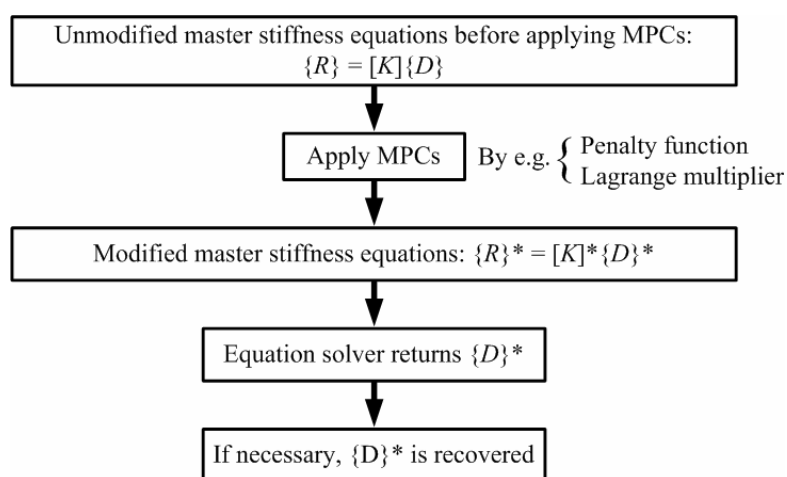 Unmodified master stiffness equations before applying MPCs:
{R} = [K]{D}
Apply MPCs
By e.g. { Penalty function
Lagrange multiplier
Modified master stiffness equations: {R}* = [K]*{D}*
Equation solver returns {D}*
If necessary, {D}* is recovered